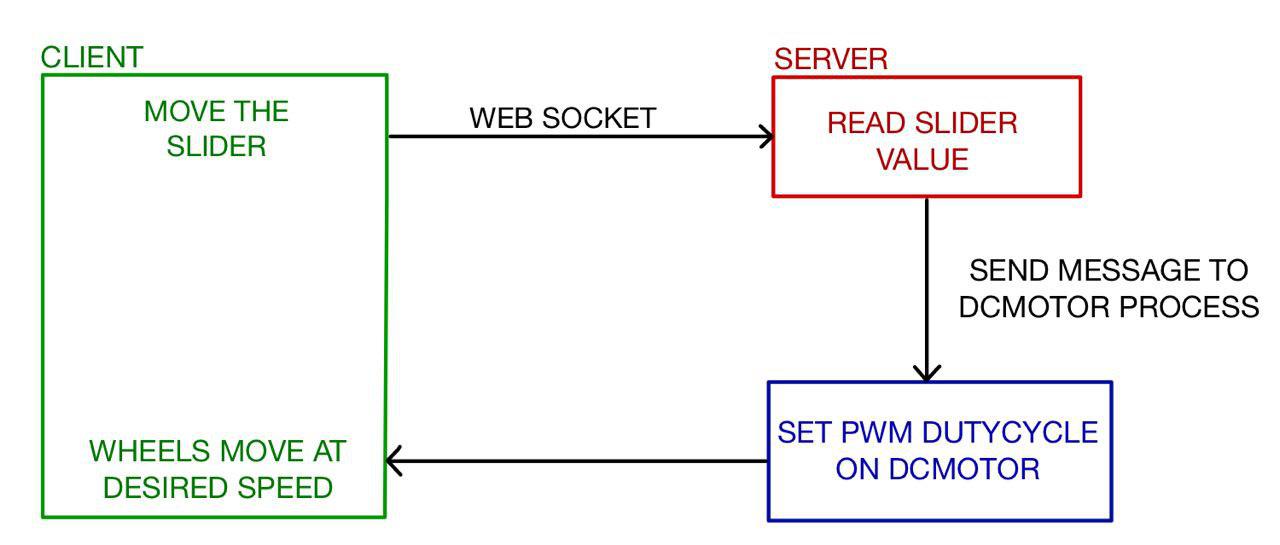 CLIENT
MOVE THE
SLIDER
WEB SOCKET
SERVER
READ SLIDER
VALUE
SEND MESSAGE TO
DCMOTOR PROCESS
SET PWM DUTYCYCLE
ON DCMOTOR
WHEELS MOVE AT
DESIRED SPEED